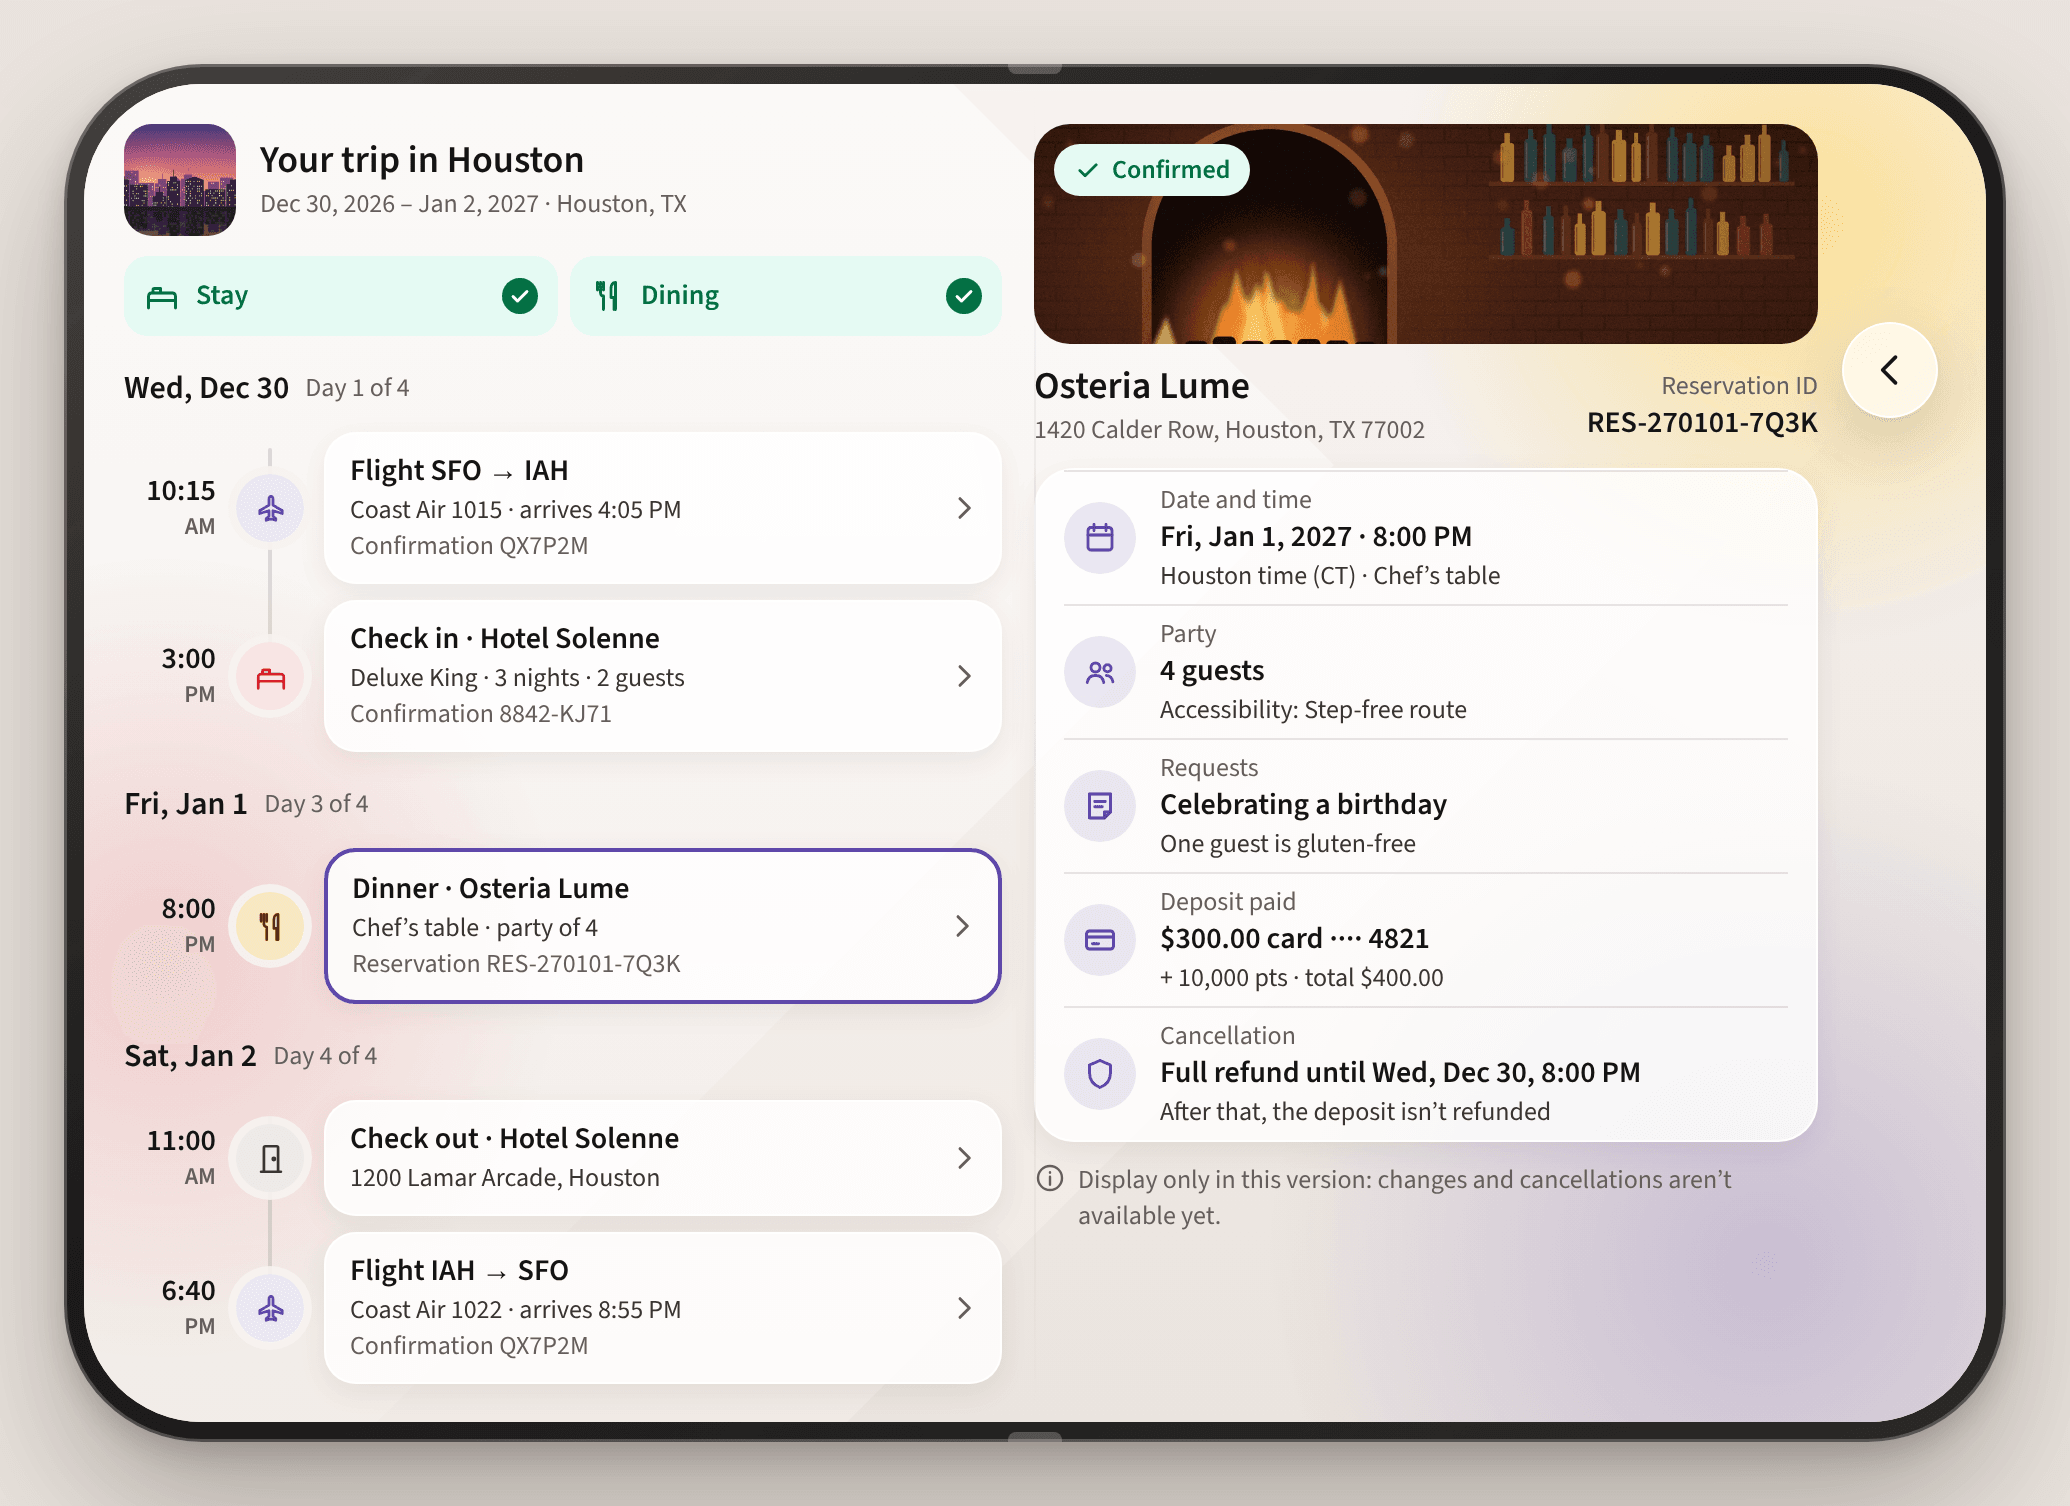 Your trip in Houston
Dec 30, 2026 – Jan 2, 2027 · Houston, TX
Stay
Dining
Wed, Dec 30 Day 1 of 4
10:15
AM
Flight SFO → IAH
Coast Air 1015 · arrives 4:05 PM
Confirmation QX7P2M
3:00
PM
Check in · Hotel Solenne
Deluxe King · 3 nights · 2 guests
Confirmation 8842-KJ71
Fri, Jan 1 Day 3 of 4
8:00
PM
Dinner · Osteria Lume
Chef’s table · party of 4
Reservation RES-270101-7Q3K
Sat, Jan 2 Day 4 of 4
11:00
AM
Check out · Hotel Solenne
1200 Lamar Arcade, Houston
6:40
PM
Flight IAH → SFO
Coast Air 1022 · arrives 8:55 PM
Confirmation QX7P2M
Confirmed
Osteria Lume
1420 Calder Row, Houston, TX 77002
Reservation ID
RES-270101-7Q3K
Date and time
Fri, Jan 1, 2027 · 8:00 PM
Houston time (CT) · Chef’s table
Party
4 guests
Accessibility: Step-free route
Requests
Celebrating a birthday
One guest is gluten-free
Deposit paid
$300.00 card ···· 4821
+ 10,000 pts · total $400.00
Cancellation
Full refund until Wed, Dec 30, 8:00 PM
After that, the deposit isn’t refunded
Display only in this version: changes and cancellations aren’t
available yet.